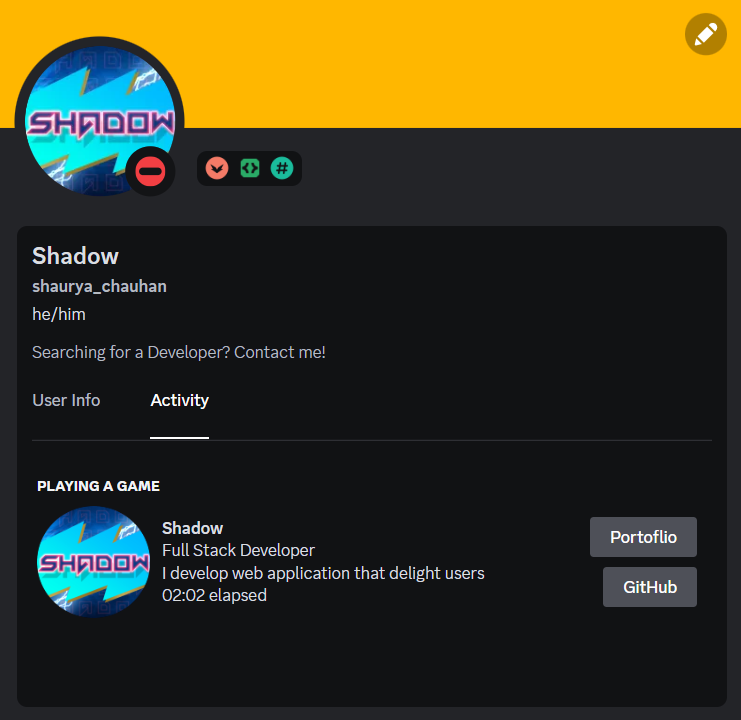 SHADOW
#
Shadow
shaurya_chauhan
he/him
Searching for a Developer? Contact me!
User Info
Activity
PLAYING A GAME
SHADOW
Shadow
Full Stack Developer
I develop web application that delight users
02:02 elapsed
Portoflio
GitHub